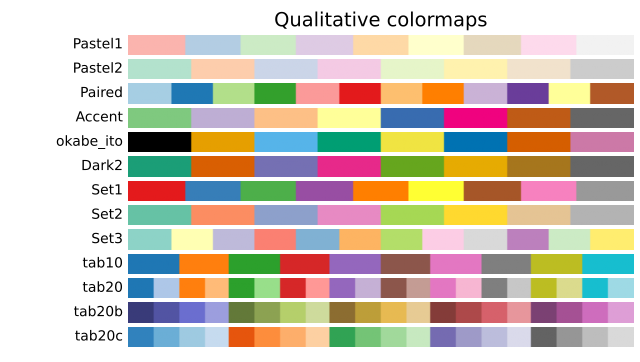 Qualitative colormaps
Pastel1
Pastel2
Paired
Accent
okabe_ito
Dark2
Set1
Set2
Set3
tab10
tab20
tab20b
tab20c